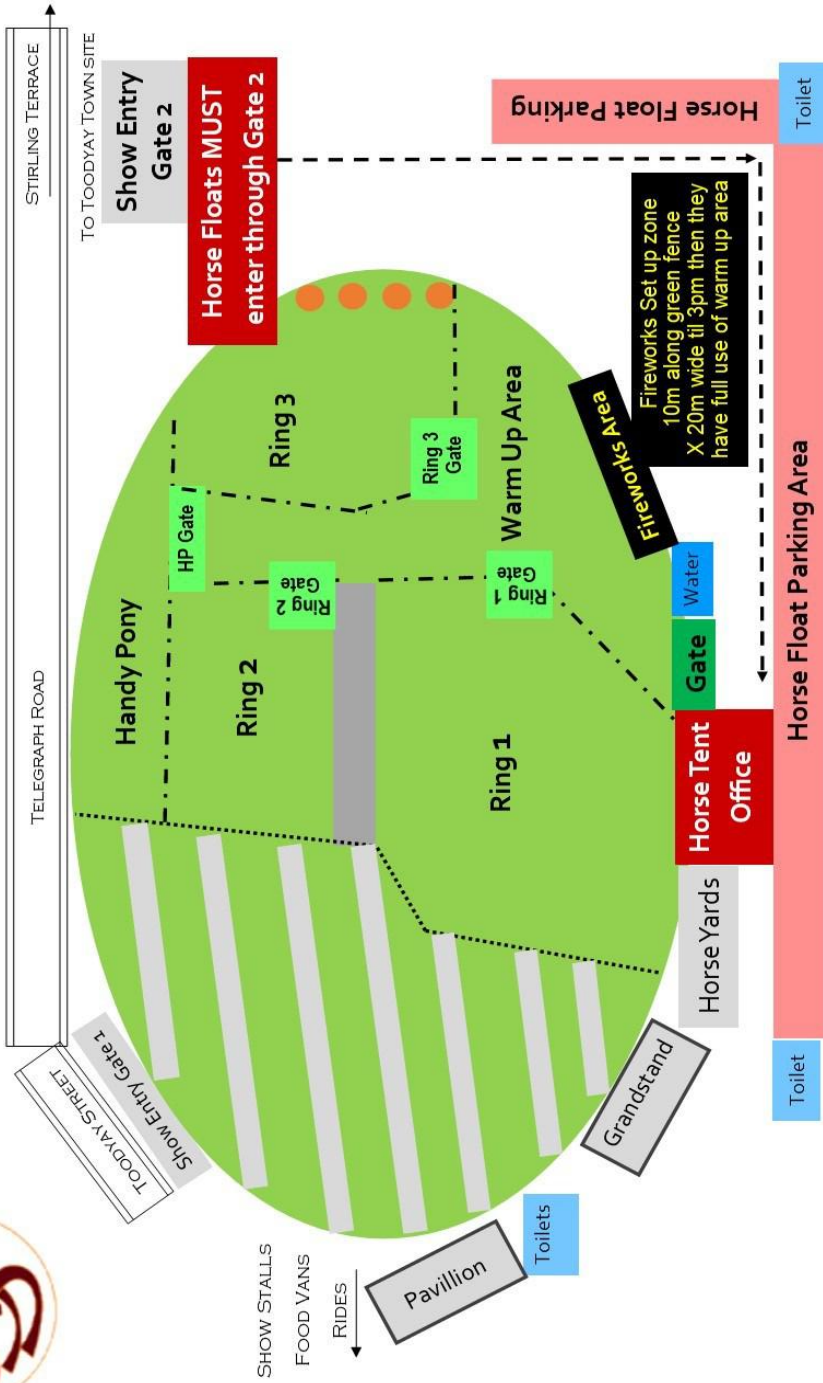 STIRLING TERRACE
TELEGRAPH ROAD
TO TOODYAY TOWN SITE
TOODYAY STREET
Show Entry Gate 1
Show Entry
Gate 2
Horse Floats MUST
enter through Gate 2
Handy Pony
HP Gate
Ring 2
Ring 2
Gate
Ring 3
Ring 3
Gate
Ring 1
Ring 1
Gate
Warm Up Area
Fireworks Area
Fireworks Set up zone
10m along green fence
X 20m wide til 3pm then they
have full use of warm up area
SHOW STALLS
FOOD VANS
RIDES
Pavillion
Toilets
Grandstand
Horse Yards
Horse Tent
Office
Gate
Water
Toilet
Horse Float Parking Area
Horse Float Parking
Toilet